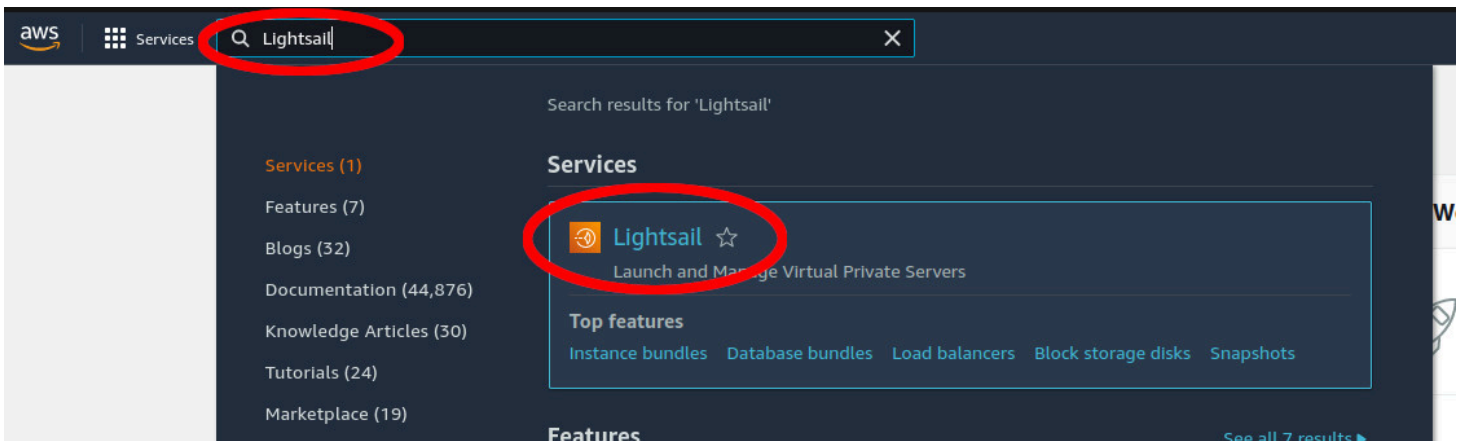 aws
Services
Lightsail
Search results for 'Lightsail'
Services (1)
Features (7)
Blogs (32)
Documentation (44,876)
Knowledge Articles (30)
Tutorials (24)
Marketplace (19)
Services
Lightsail
Launch and Manage Virtual Private Servers
Top features
Instance bundles Database bundles Load balancers Block storage disks Snapshots
Features
See all 7 results